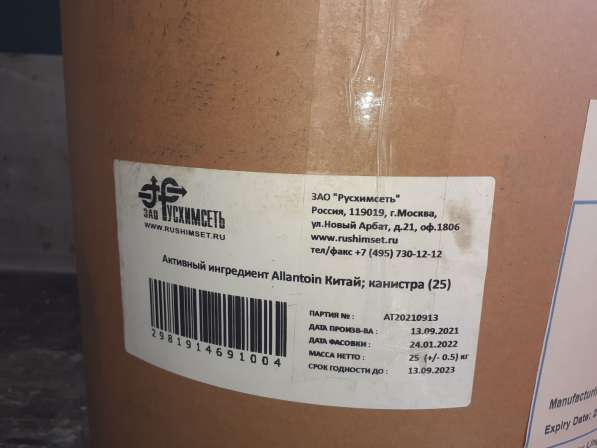 ЗАО РУСХИМСЕТЬ
WWW.RUSHIMSET.RU
ЗАО "Русхимсеть"
Россия, 119019, г.Москва,
ул.Новый Арбат, д.21, оф.1806
www.rushimset.ru
тел/факс +7 (495) 730-12-12
Активный ингредиент Allantoin Китай; канистра (25)
2981914691004
ПАРТИЯ № : AT20210913
ДАТА ПРОИЗВ-ВА : 13.09.2021
ДАТА ФАСОВКИ : 24.01.2022
МАССА НЕТТО : 25 (+/- 0.5) кг
СРОК ГОДНОСТИ ДО : 13.09.2023
Expiry Date: 2